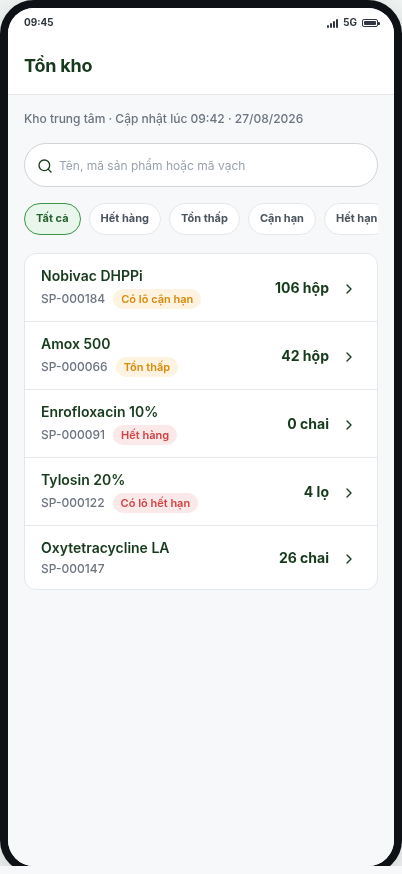 09:45
5G
Tồn kho
Kho trung tâm · Cập nhật lúc 09:42 · 27/08/2026
Tên, mã sản phẩm hoặc mã vạch
Tất cả
Hết hàng
Tồn thấp
Cận hạn
Hết hạn
Nobivac DHPPi
SP-000184
Có lô cận hạn
106 hộp
Amox 500
SP-000066
Tồn thấp
42 hộp
Enrofloxacin 10%
SP-000091
Hết hàng
0 chai
Tylosin 20%
SP-000122
Có lô hết hạn
4 lọ
Oxytetracycline LA
SP-000147
26 chai